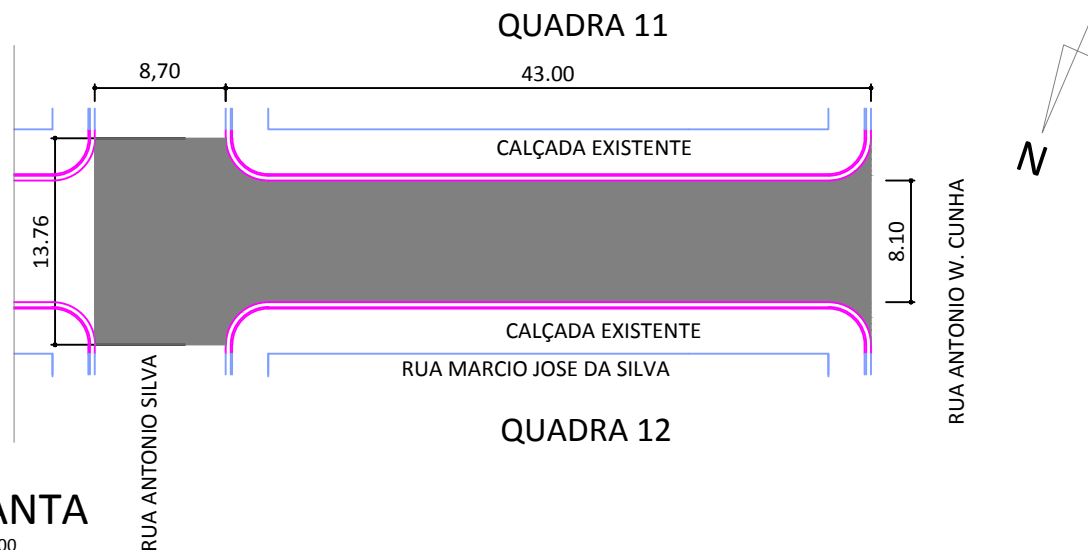 QUADRA 11
8,70
43.00
CALÇADA EXISTENTE
N
13.76
8.10
RUA ANTONIO W. CUNHA
CALÇADA EXISTENTE
RUA MARCIO JOSE DA SILVA
RUA ANTONIO SILVA
QUADRA 12
ANTA
00